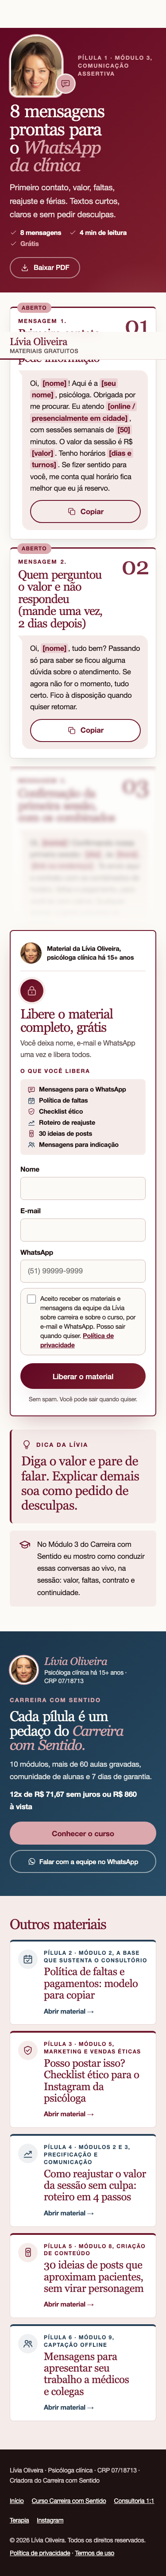 PÍLULA 1 · MÓDULO 3,
COMUNICAÇÃO
ASSERTIVA
8 mensagens
prontas para
o WhatsApp
da clínica
Primeiro contato, valor, faltas,
reajuste e férias. Textos curtos,
claros e sem pedir desculpas.
8 mensagens
4 min de leitura
Grátis
Baixar PDF
ABERTO
MENSAGEM 1.
01
Lívia Oliveira
MATERIAIS GRATUITOS
pede informação
Oi, [nome]! Aqui é a [seu
nome], psicóloga. Obrigada por
me procurar. Eu atendo [online /
presencialmente em cidade],
com sessões semanais de [50]
minutos. O valor da sessão é R$
[valor]. Tenho horários [dias e
turnos]. Se fizer sentido para
você, me conta qual horário fica
melhor que eu já reservo.
Copiar
ABERTO
MENSAGEM 2.
02
Quem perguntou
o valor e não
respondeu
(mande uma vez,
2 dias depois)
Oi, [nome], tudo bem? Passando
só para saber se ficou alguma
dúvida sobre o atendimento. Se
não for o momento, tudo
certo. Fico à disposição quando
quiser retomar.
Copiar
MENSAGEM 3.
03
Confirmação da
primeira sessão,
com os combinados
Material da Lívia Oliveira,
psicóloga clínica há 15+ anos
Libere o material
completo, grátis
Você deixa nome, e-mail e WhatsApp
uma vez e libera todos.
O QUE VOCÊ LIBERA
Mensagens para o WhatsApp
Política de faltas
Checklist ético
Roteiro de reajuste
30 ideias de posts
Mensagens para indicação
Nome
E-mail
WhatsApp
(51) 99999-9999
Aceito receber os materiais e
mensagens da equipe da Lívia
sobre carreira e sobre o curso, por
e-mail e WhatsApp. Posso sair
quando quiser. Política de
privacidade
Liberar o material
Sem spam. Você pode sair quando quiser.
DICA DA LÍVIA
Diga o valor e pare de
falar. Explicar demais
soa como pedido de
desculpas.
No Módulo 3 do Carreira com
Sentido eu mostro como conduzir
essas conversas ao vivo, na
sessão: valor, faltas, contrato e
continuidade.
Lívia Oliveira
Psicóloga clínica há 15+ anos ·
CRP 07/18713
CARREIRA COM SENTIDO
Cada pílula é um
pedaço do Carreira
com Sentido.
10 módulos, mais de 60 aulas gravadas,
comunidade de alunas e 7 dias de garantia.
12x de R$ 71,67 sem juros ou R$ 860
à vista
Conhecer o curso
Falar com a equipe no WhatsApp
Outros materiais
PÍLULA 2 · MÓDULO 2, A BASE
QUE SUSTENTA O CONSULTÓRIO
Política de faltas e
pagamentos: modelo
para copiar
Abrir material →
PÍLULA 3 · MÓDULO 5,
MARKETING E VENDAS ÉTICAS
Posso postar isso?
Checklist ético para o
Instagram da
psicóloga
Abrir material →
PÍLULA 4 · MÓDULOS 2 E 3,
PRECIFICAÇÃO E
COMUNICAÇÃO
Como reajustar o valor
da sessão sem culpa:
roteiro em 4 passos
Abrir material →
PÍLULA 5 · MÓDULO 8, CRIAÇÃO
DE CONTEÚDO
30 ideias de posts que
aproximam pacientes,
sem virar personagem
Abrir material →
PÍLULA 6 · MÓDULO 9,
CAPTAÇÃO OFFLINE
Mensagens para
apresentar seu
trabalho a médicos
e colegas
Abrir material →
Lívia Oliveira · Psicóloga clínica · CRP 07/18713 ·
Criadora do Carreira com Sentido
Início Curso Carreira com Sentido Consultoria 1:1
Terapia Instagram
© 2026 Lívia Oliveira. Todos os direitos reservados.
Política de privacidade · Termos de uso